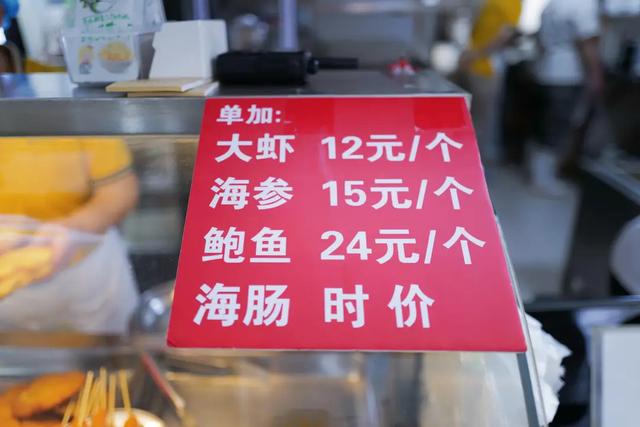 单加:
大虾 12元/个
海参 15元/个
鲍鱼 24元/个
海肠 时价